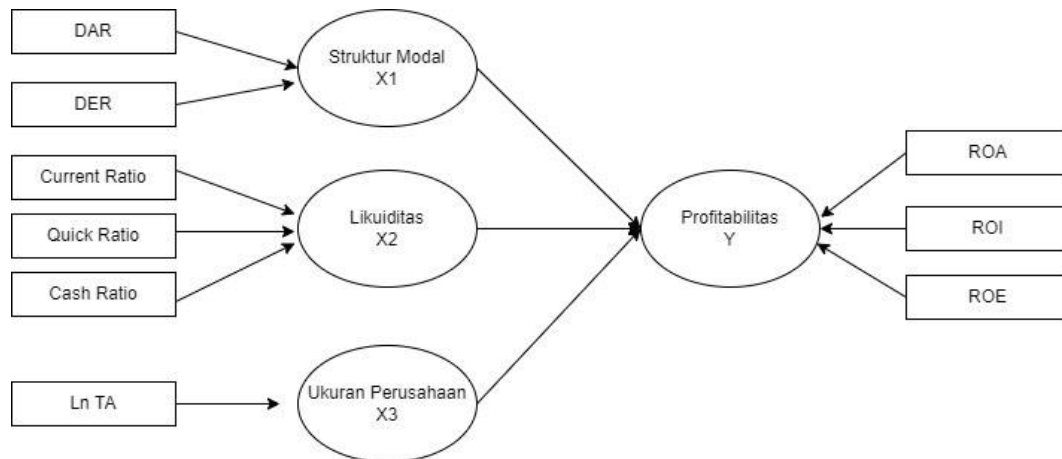 DAR
DER
Struktur Modal
X1
Current Ratio
Quick Ratio
Cash Ratio
Likuiditas
X2
Ln TA
Ukuran Perusahaan
X3
Profitabilitas
Y
ROA
ROI
ROE